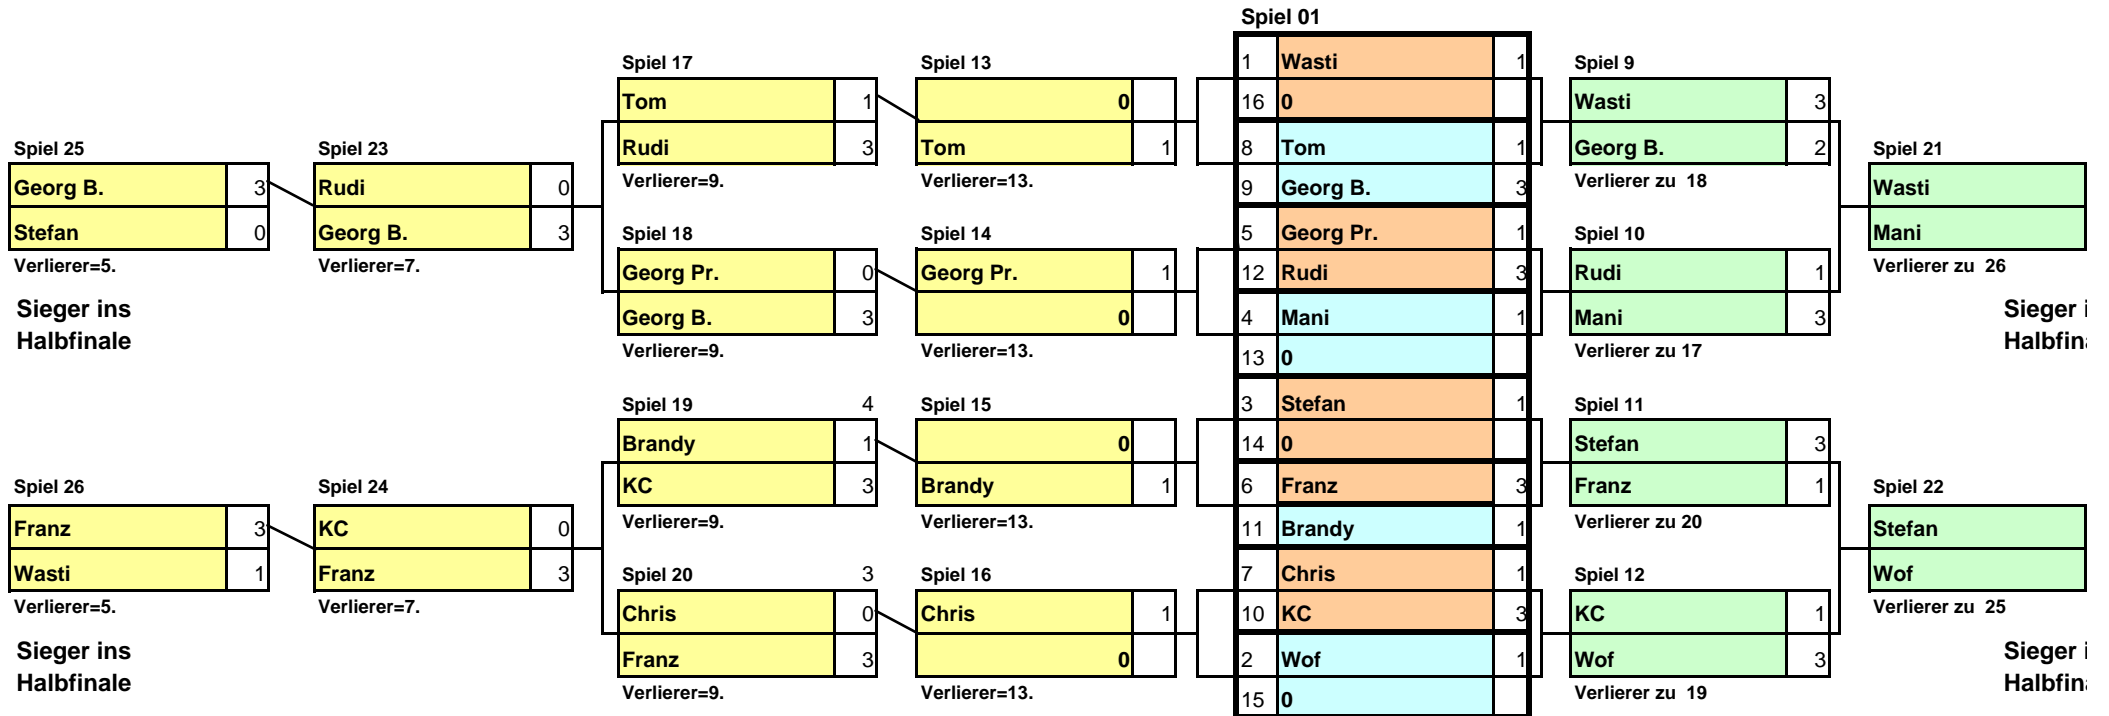 Spiel 01
1 Wasti 1
Spiel 17 Spiel 13 Spiel 9
Tom 1 0 16 0 Wasti 3
Spiel 25 Spiel 23 Rudi 3 Tom 1 8 Tom 1 Georg B. 2 Spiel 21
Georg B. 3 Rudi 0 Verlierer=9. Verlierer=13. 9 Georg B. 3 Verlierer zu 18 Wasti
Stefan 0 Georg B. 3 Spiel 18 Spiel 14 5 Georg Pr. 1 Spiel 10 Mani
Verlierer=5. Verlierer=7. Georg Pr. 0 Georg Pr. 1 12 Rudi 3 Rudi 1 Verlierer zu 26
Sieger ins Georg B. 3 0 4 Mani 1 Mani 3 Sieger i
Halbfinale Verlierer=9. Verlierer=13. 13 0 Verlierer zu 17 Halbfina
Spiel 19 4 Spiel 15 3 Stefan 1 Spiel 11
Brandy 1 0 14 0 Stefan 3
Spiel 26 Spiel 24 KC 3 Brandy 1 6 Franz 3 Franz 1 Spiel 22
Franz 3 KC 0 Verlierer=9. Verlierer=13. 11 Brandy 1 Verlierer zu 20 Stefan
Wasti 1 Franz 3 Spiel 20 3 Spiel 16 7 Chris 1 Spiel 12 Wof
Verlierer=5. Verlierer=7. Chris 0 Chris 1 10 KC 3 KC 1 Verlierer zu 25
Sieger ins Franz 3 0 2 Wof 1 Wof 3 Sieger i
Halbfinale Verlierer=9. Verlierer=13. 15 0 Verlierer zu 19 Halbfina